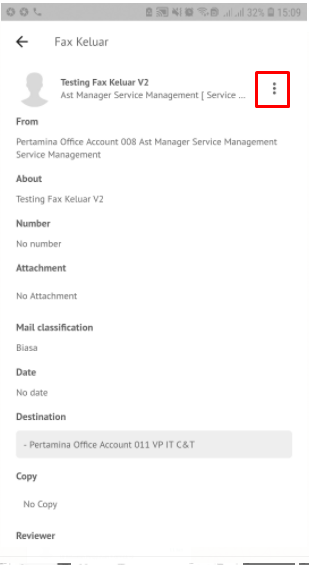 32% 15:09
Fax Keluar
Testing Fax Keluar V2
Ast Manager Service Management [ Service ...
From
Pertamina Office Account 008 Ast Manager Service Management
Service Management
About
Testing Fax Keluar V2
Number
No number
Attachment
No Attachment
Mail classification
Biasa
Date
No date
Destination
- Pertamina Office Account 011 VP IT C&T
Copy
No Copy
Reviewer